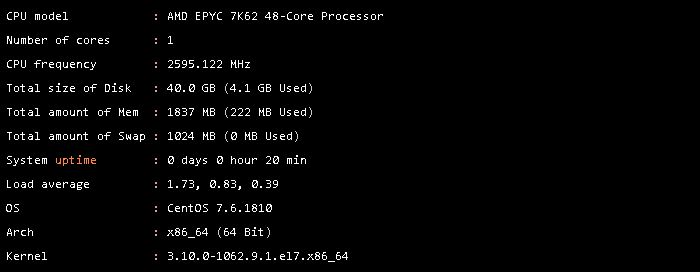 CPU model : AMD EPYC 7K62 48-Core Processor
Number of cores : 1
CPU frequency : 2595.122 MHz
Total size of Disk : 40.0 GB (4.1 GB Used)
Total amount of Mem : 1837 MB (222 MB Used)
Total amount of Swap : 1024 MB (0 MB Used)
System uptime : 0 days 0 hour 20 min
Load average : 1.73, 0.83, 0.39
OS : CentOS 7.6.1810
Arch : x86_64 (64 Bit)
Kernel : 3.10.0-1062.9.1.el7.x86_64